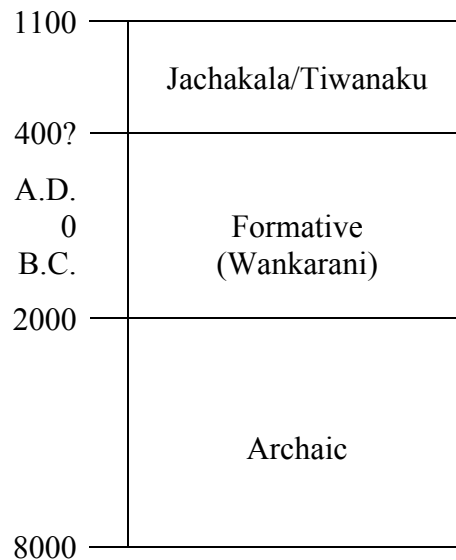 1100
Jachakala/Tiwanaku
400?
A.D.
0
B.C.
Formative
(Wankarani)
2000
Archaic
8000